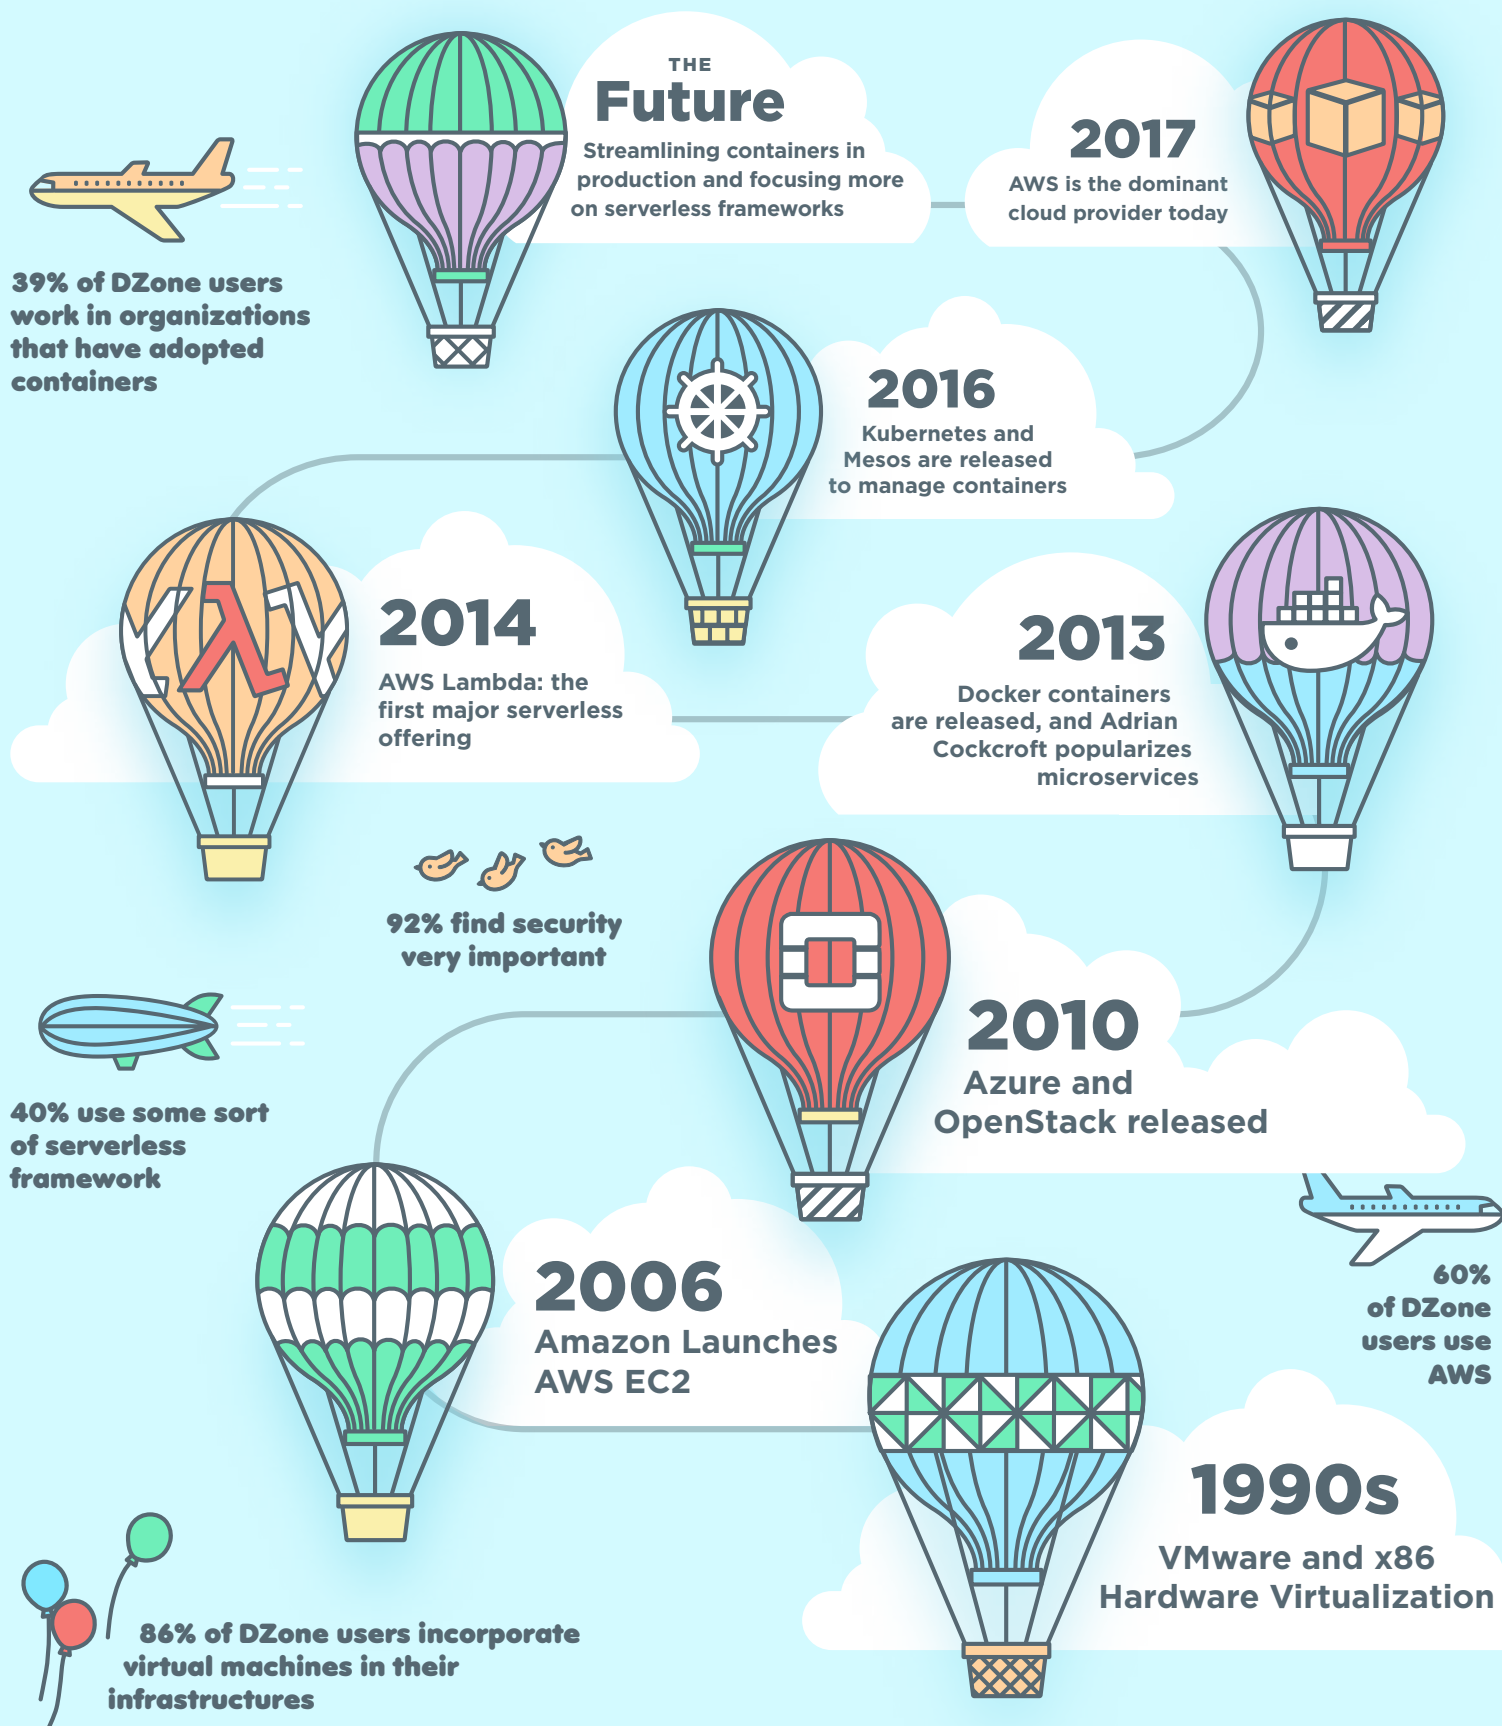 THE
Future
Streamlining containers in
production and focusing more
on serverless frameworks
2017
AWS is the dominant
cloud provider today
39% of DZone users
work in organizations
that have adopted
containers
2016
Kubernetes and
Mesos are released
to manage containers
2014
AWS Lambda: the
first major serverless
offering
2013
Docker containers
are released, and Adrian
Cockcroft popularizes
microservices
92% find security
very important
2010
Azure and
OpenStack released
40% use some sort
of serverless
framework
2006
Amazon Launches
AWS EC2
60%
of DZone
users use
AWS
1990s
VMware and x86
Hardware Virtualization
86% of DZone users incorporate
virtual machines in their
infrastructures